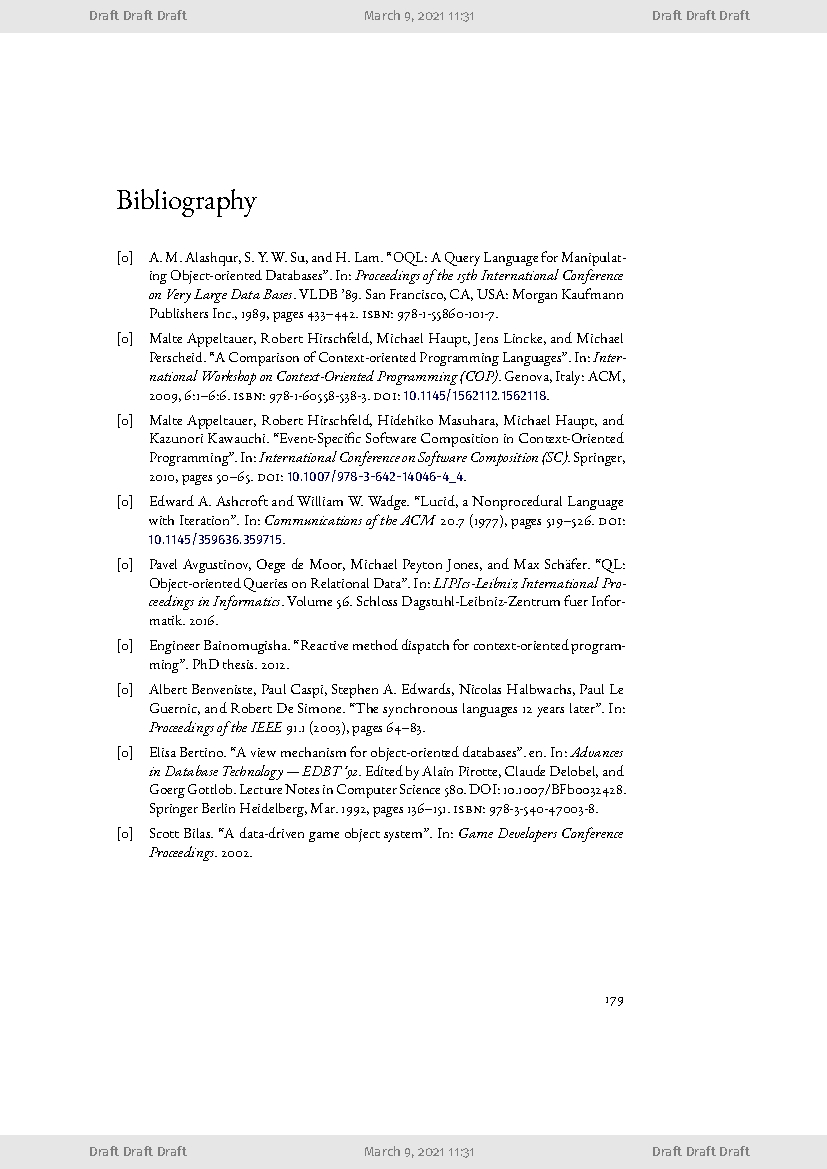 Draft Draft Draft March 9, 2021 11:31 Draft Draft Draft
Bibliography
[0] A. M. Alashqur, S. Y. W. Su, and H. Lam. “OQL: A Query Language for Manipulat-
ing Object-oriented Databases”. In: Proceedings of the 15th International Conference
on Very Large Data Bases. VLDB ’89. San Francisco, CA, USA: Morgan Kaufmann
Publishers Inc., 1989, pages 433–442. ISBN: 978-1-55860-101-7.
[0] Malte Appeltauer, Robert Hirschfeld, Michael Haupt, Jens Lincke, and Michael
Perscheid. “A Comparison of Context-oriented Programming Languages”. In: Inter-
national Workshop on Context-Oriented Programming (COP). Genova, Italy: ACM,
2009, 6:1–6:6. ISBN: 978-1-60558-538-3. DOI: 10.1145/1562112.1562118.
[0] Malte Appeltauer, Robert Hirschfeld, Hidehiko Masuhara, Michael Haupt, and
Kazunori Kawauchi. “Event-Specific Software Composition in Context-Oriented
Programming”. In: International Conference on Software Composition (SC). Springer,
2010, pages 50–65. DOI: 10.1007/978-3-642-14046-4_4.
[0] Edward A. Ashcroft and William W. Wadge. “Lucid, a Nonprocedural Language
with Iteration”. In: Communications of the ACM 20.7 (1977), pages 519–526. DOI:
10.1145/359636.359715.
[0] Pavel Avgustinov, Oege de Moor, Michael Peyton Jones, and Max Schäfer. “QL:
Object-oriented Queries on Relational Data”. In: LIPIcs-Leibniz International Pro-
ceedings in Informatics. Volume 56. Schloss Dagstuhl-Leibniz-Zentrum fuer Infor-
matik. 2016.
[0] Engineer Bainomugisha. “Reactive method dispatch for context-oriented program-
ming”. PhD thesis. 2012.
[0] Albert Benveniste, Paul Caspi, Stephen A. Edwards, Nicolas Halbwachs, Paul Le
Guernic, and Robert De Simone. “The synchronous languages 12 years later”. In:
Proceedings of the IEEE 91.1 (2003), pages 64–83.
[0] Elisa Bertino. “A view mechanism for object-oriented databases”. en. In: Advances
in Database Technology — EDBT ’92. Edited by Alain Pirotte, Claude Delobel, and
Goerg Gottlob. Lecture Notes in Computer Science 580. DOI: 10.1007/BFb0032428.
Springer Berlin Heidelberg, Mar. 1992, pages 136–151. ISBN: 978-3-540-47003-8.
[0] Scott Bilas. “A data-driven game object system”. In: Game Developers Conference
Proceedings. 2002.
179
Draft Draft Draft March 9, 2021 11:31 Draft Draft Draft